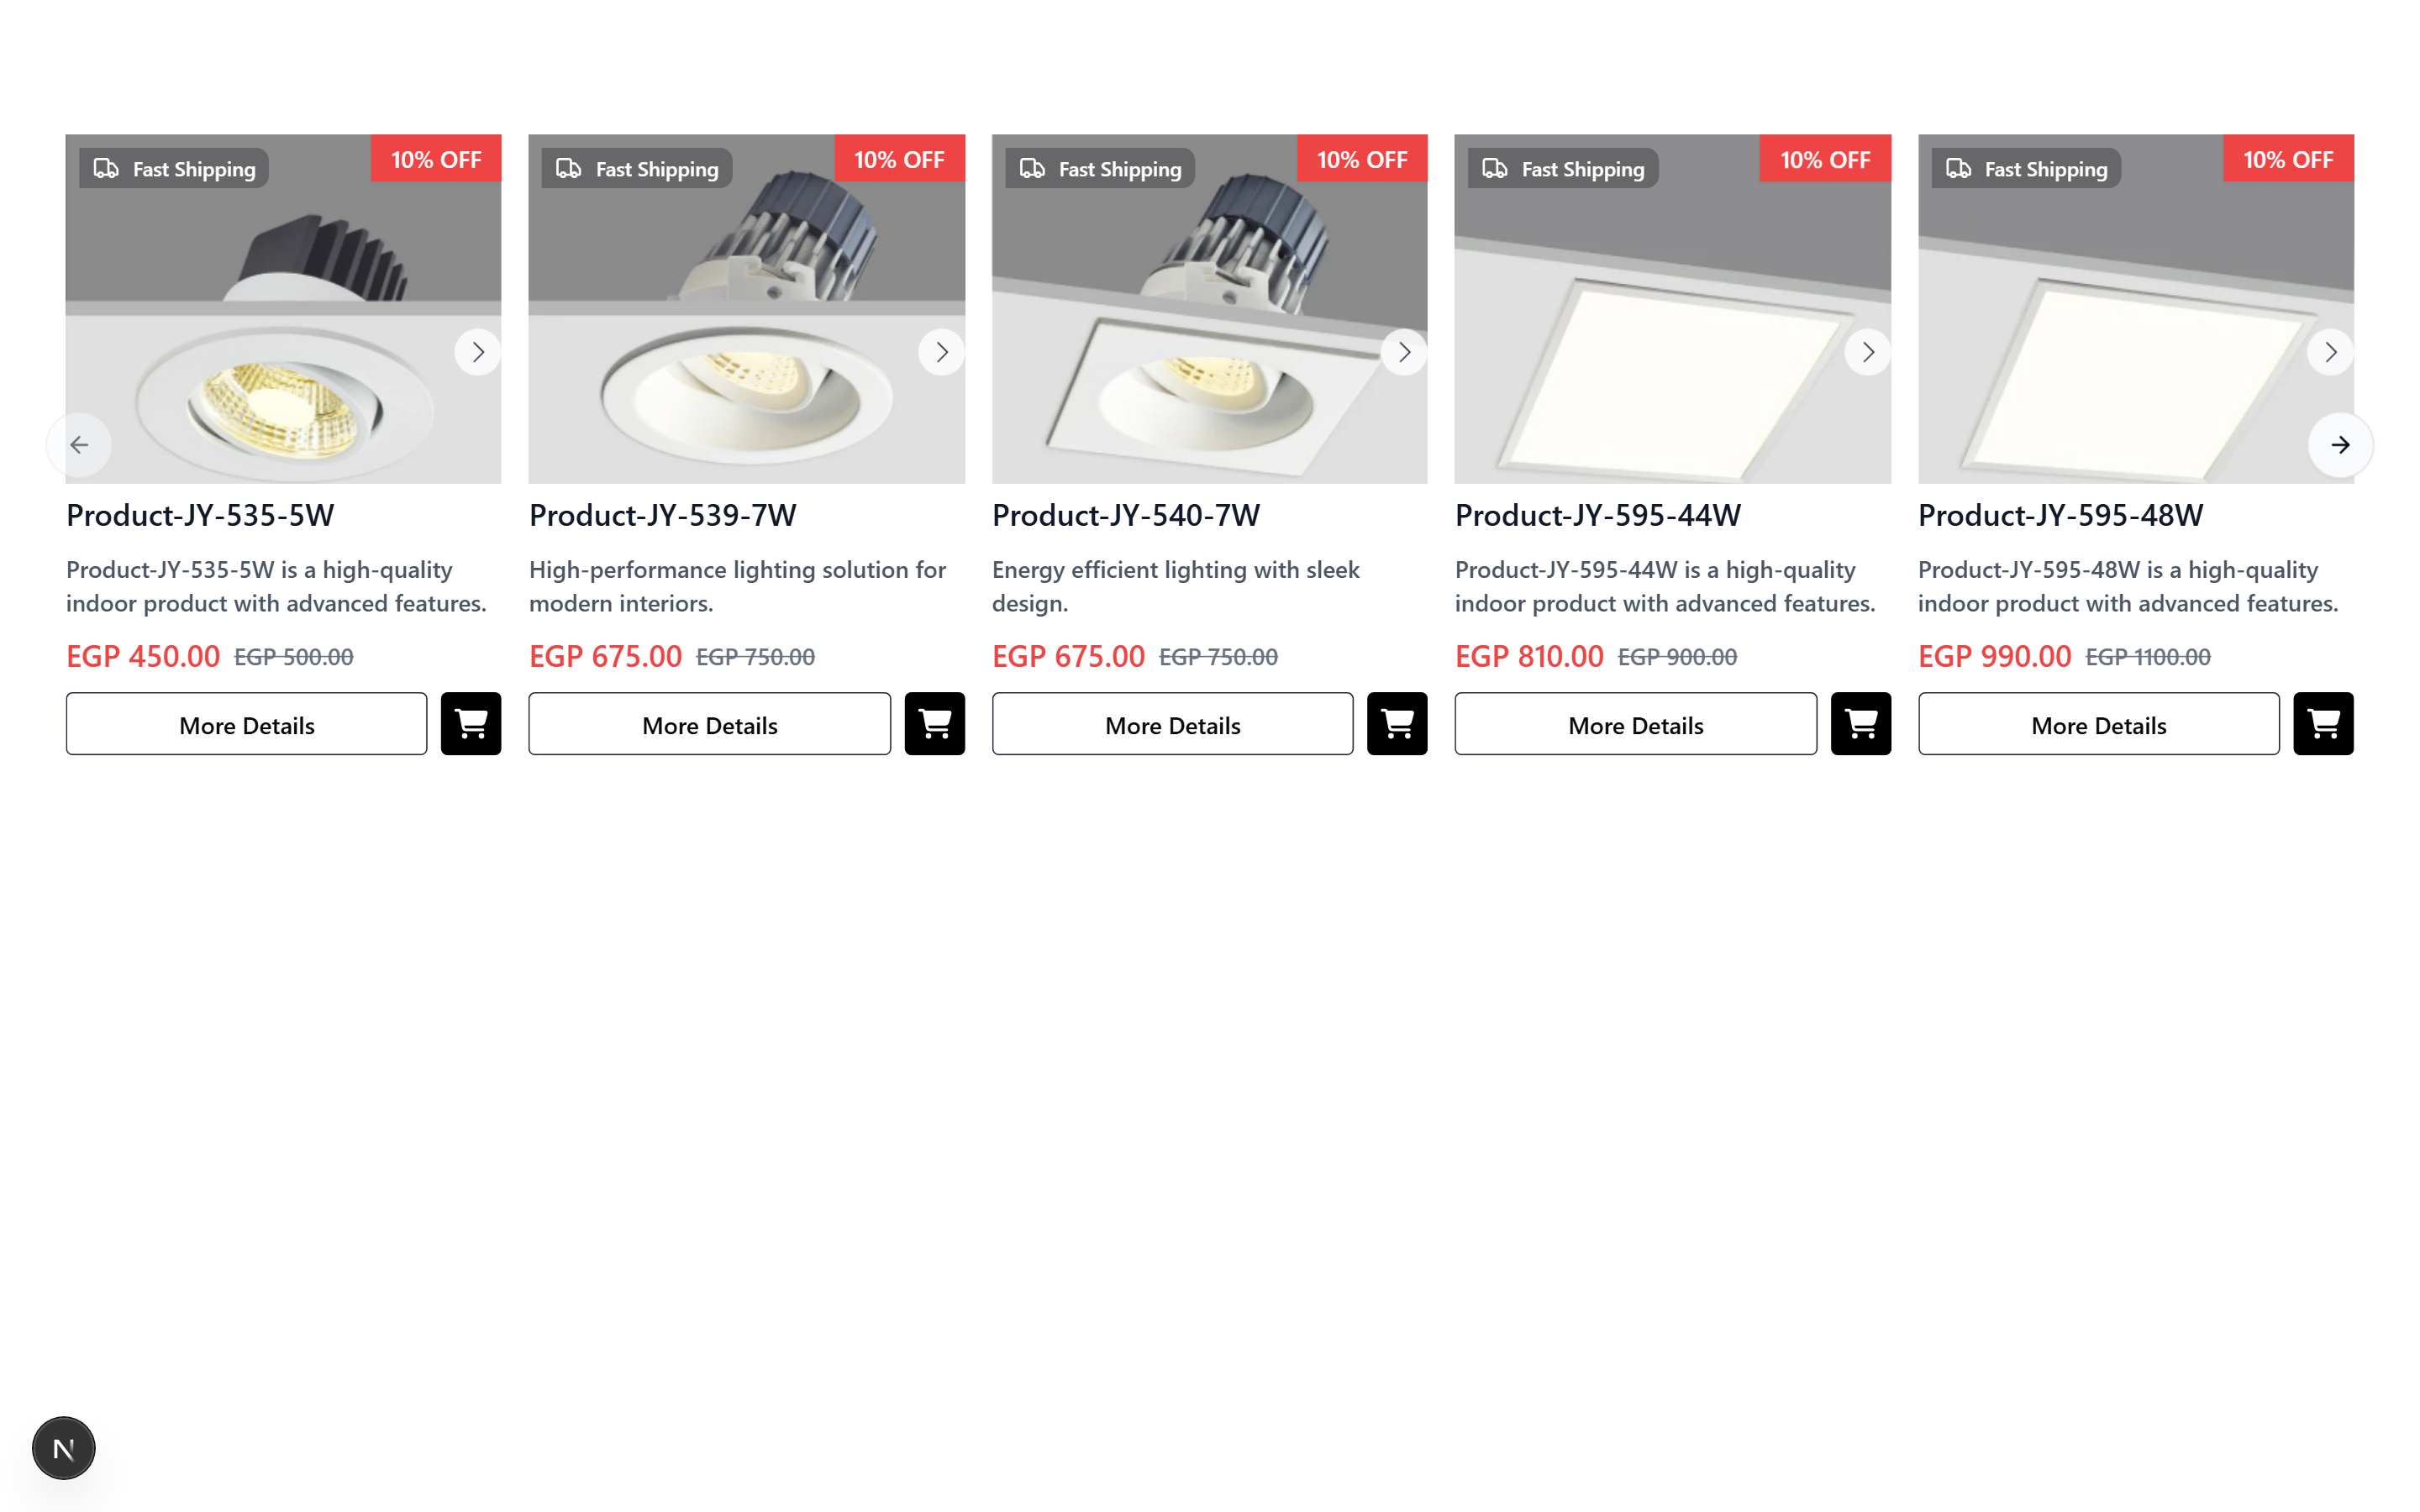 Fast Shipping
10% OFF
Product-JY-535-5W
Product-JY-535-5W is a high-quality
indoor product with advanced features.
EGP 450.00 EGP 500.00
More Details
Fast Shipping
10% OFF
Product-JY-539-7W
High-performance lighting solution for
modern interiors.
EGP 675.00 EGP 750.00
More Details
Fast Shipping
10% OFF
Product-JY-540-7W
Energy efficient lighting with sleek
design.
EGP 675.00 EGP 750.00
More Details
Fast Shipping
10% OFF
Product-JY-595-44W
Product-JY-595-44W is a high-quality
indoor product with advanced features.
EGP 810.00 EGP 900.00
More Details
Fast Shipping
10% OFF
Product-JY-595-48W
Product-JY-595-48W is a high-quality
indoor product with advanced features.
EGP 990.00 EGP 1100.00
More Details
N